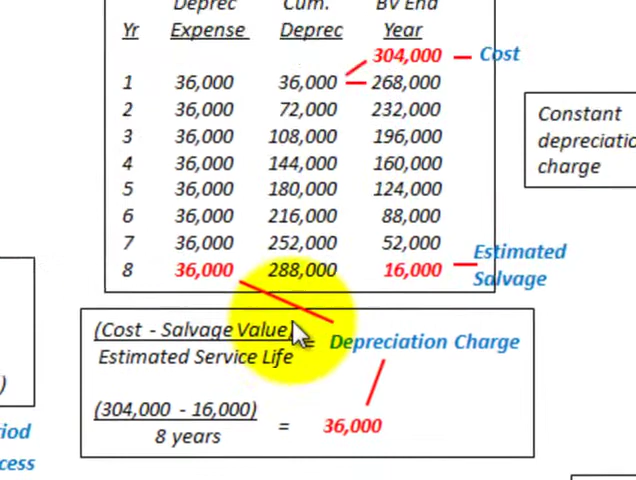 Deprec Cum. BV End
Yr Expense Deprec Year
304,000 Cost
1 36,000 36,000 268,000
2 36,000 72,000 232,000
3 36,000 108,000 196,000
4 36,000 144,000 160,000
5 36,000 180,000 124,000
6 36,000 216,000 88,000
7 36,000 252,000 52,000
8 36,000 288,000 16,000
Estimated
Salvage
Constant
charge
(Cost - Salvage Value)
Estimated Service Life
= Depreciation Charge
(304,000 - 16,000)
8 years
= 36,000
)